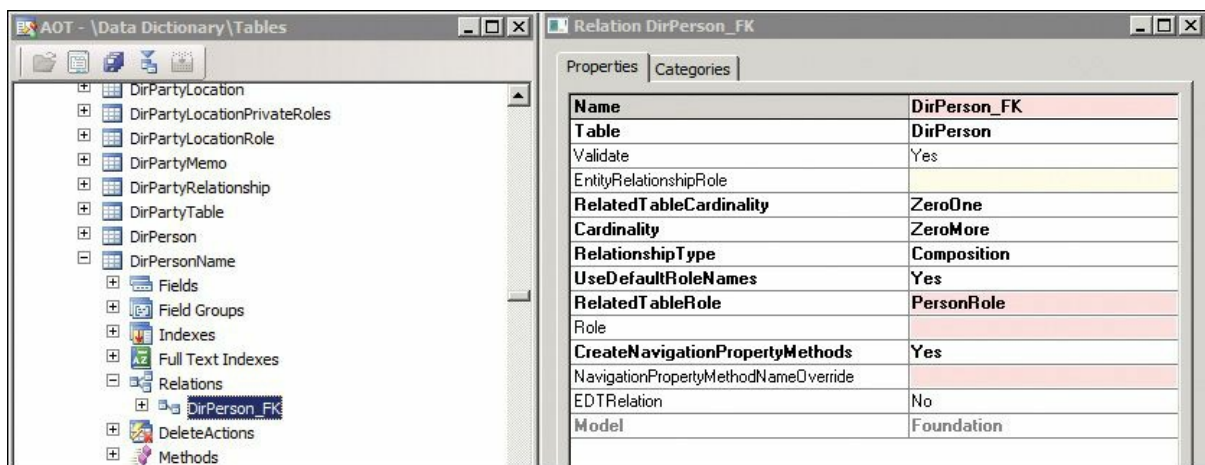 AOT - \Data Dictionary\Tables
DirPartyLocation
DirPartyLocationPrivateRoles
DirPartyLocationRole
DirPartyMemo
DirPartyRelationship
DirPartyTable
DirPerson
DirPersonName
Fields
Field Groups
Indexes
Full Text Indexes
Relations
DirPerson_FK
DeleteActions
Methods
Relation DirPerson_FK
Properties Categories
Name DirPerson_FK
Table DirPerson
Validate Yes
EntityRelationshipRole
RelatedTableCardinality ZeroOne
Cardinality ZeroMore
RelationshipType Composition
UseDefaultRoleNames Yes
RelatedTableRole PersonRole
Role
CreateNavigationPropertyMethods Yes
NavigationPropertyMethodNameOverride
EDTRelation No
Model Foundation